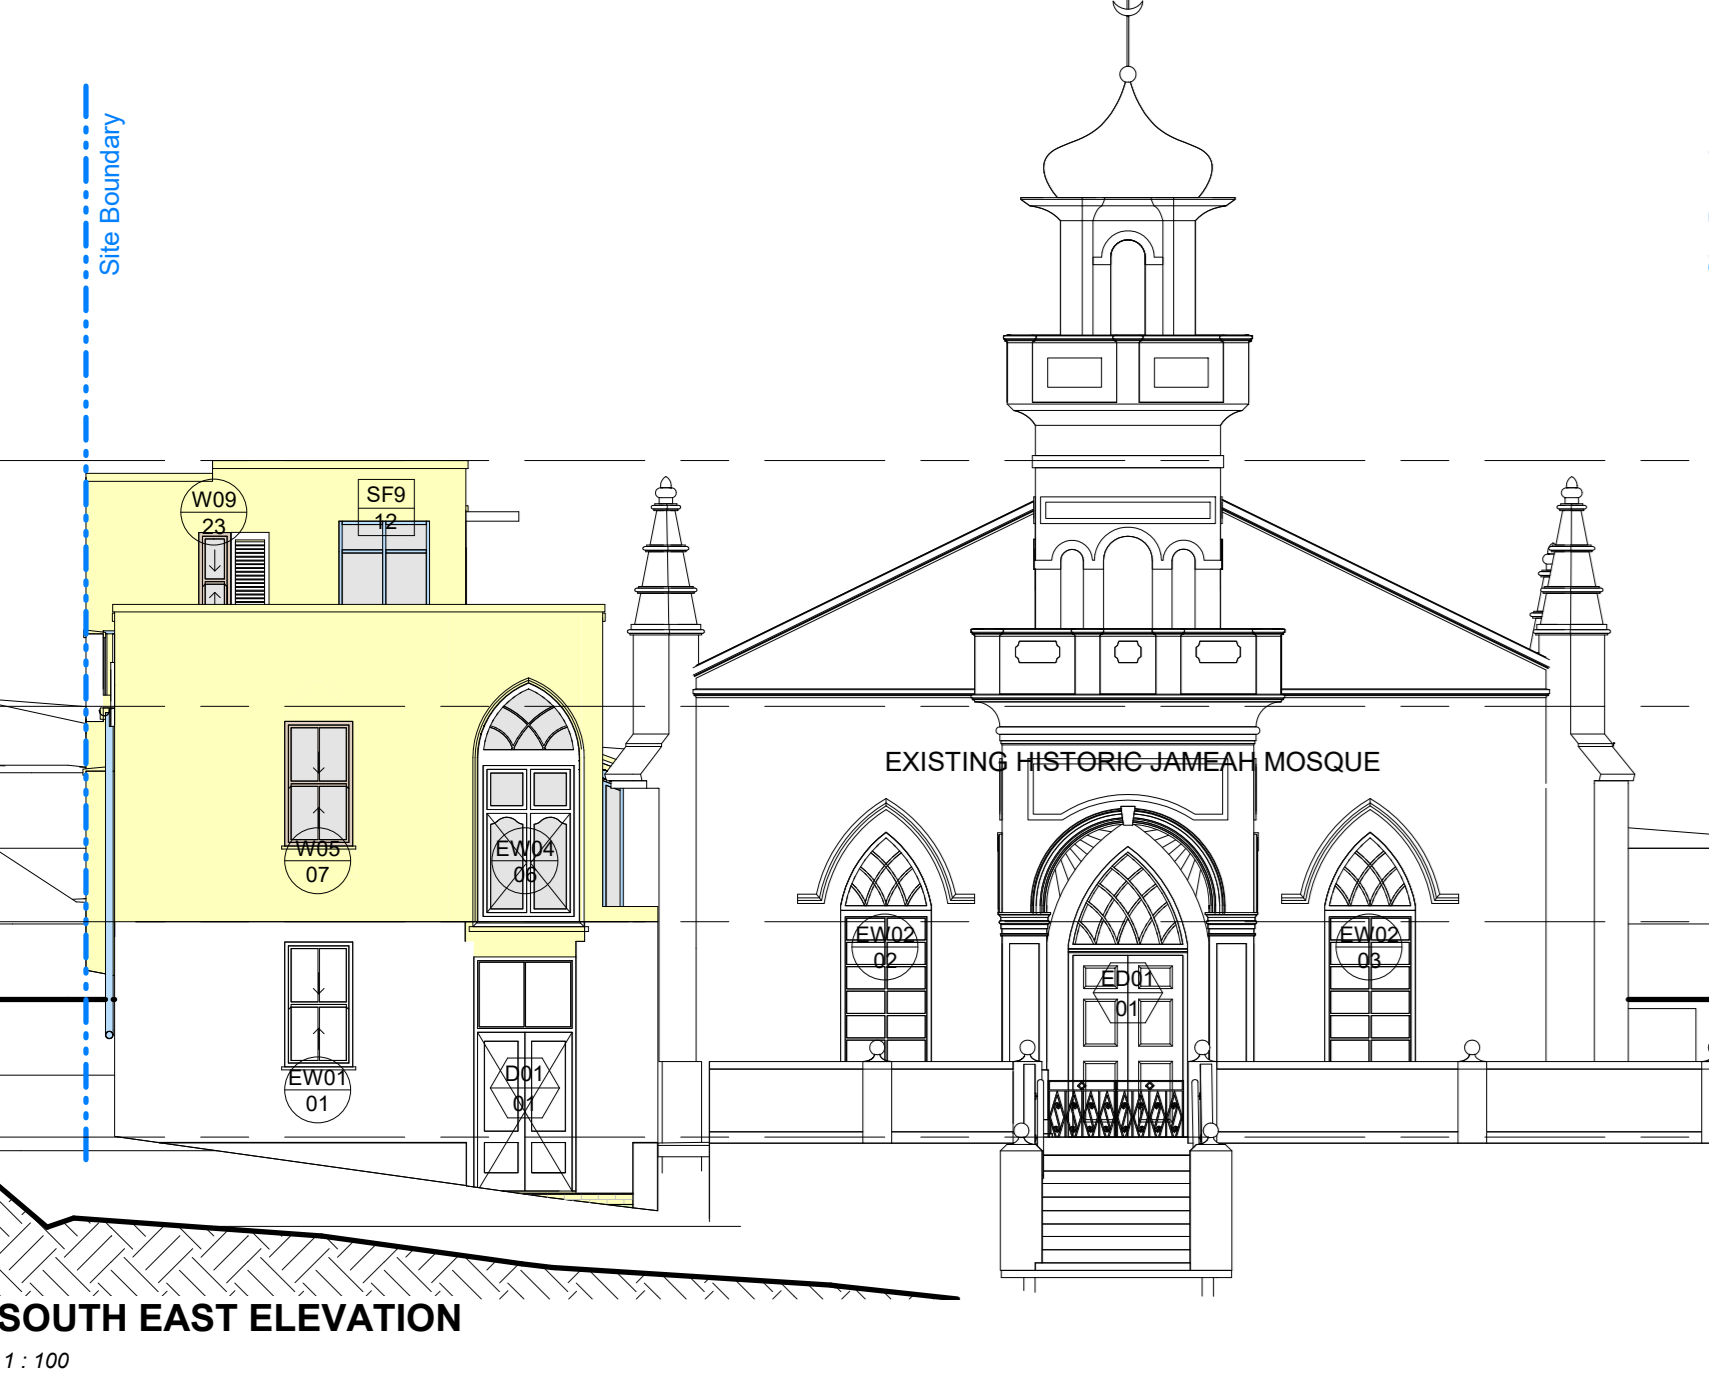 Site Boundary
W09
23
SF9
12
EXISTING HISTORIC JAMEAH MOSQUE
W05
07
EW04
06
EW02
02
EW02
03
ED01
01
EW01
01
D01
01
SOUTH EAST ELEVATION
1 : 100